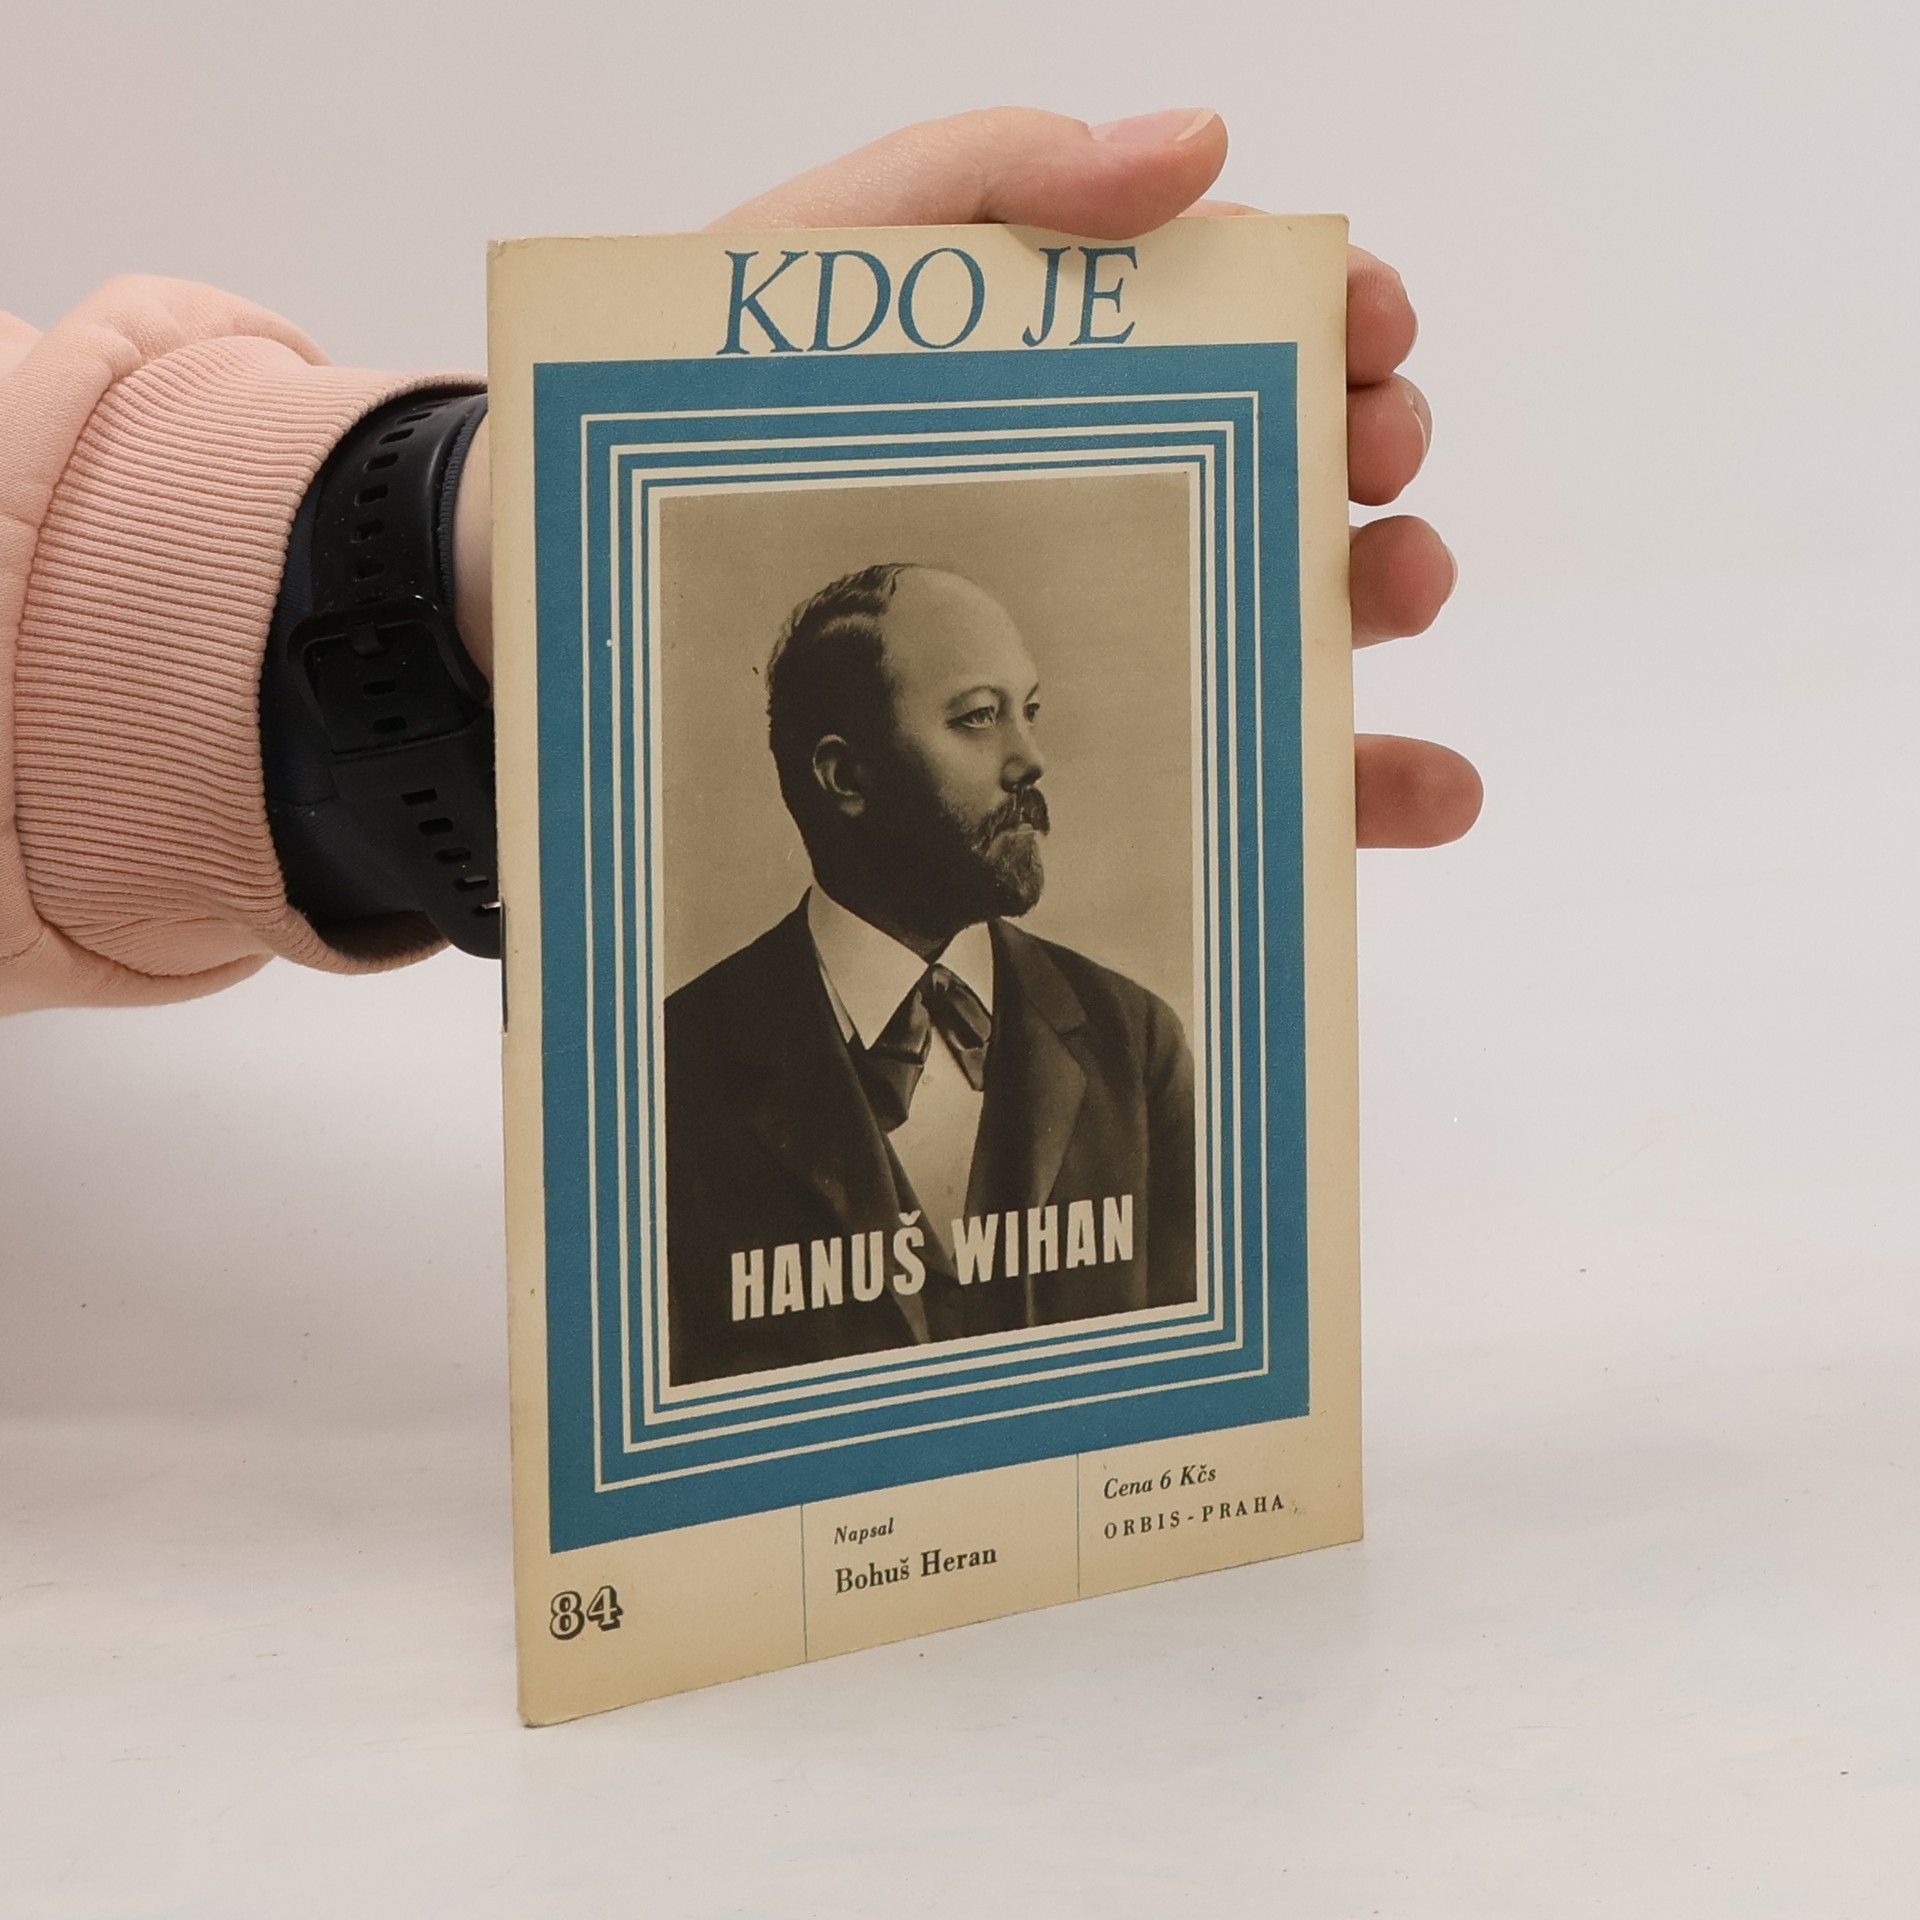 KDO JE
HANUŠ WIHAN
84
Napsal
Bohuš Heran
Cena 6 Kčs
ORBIS - PRAHA